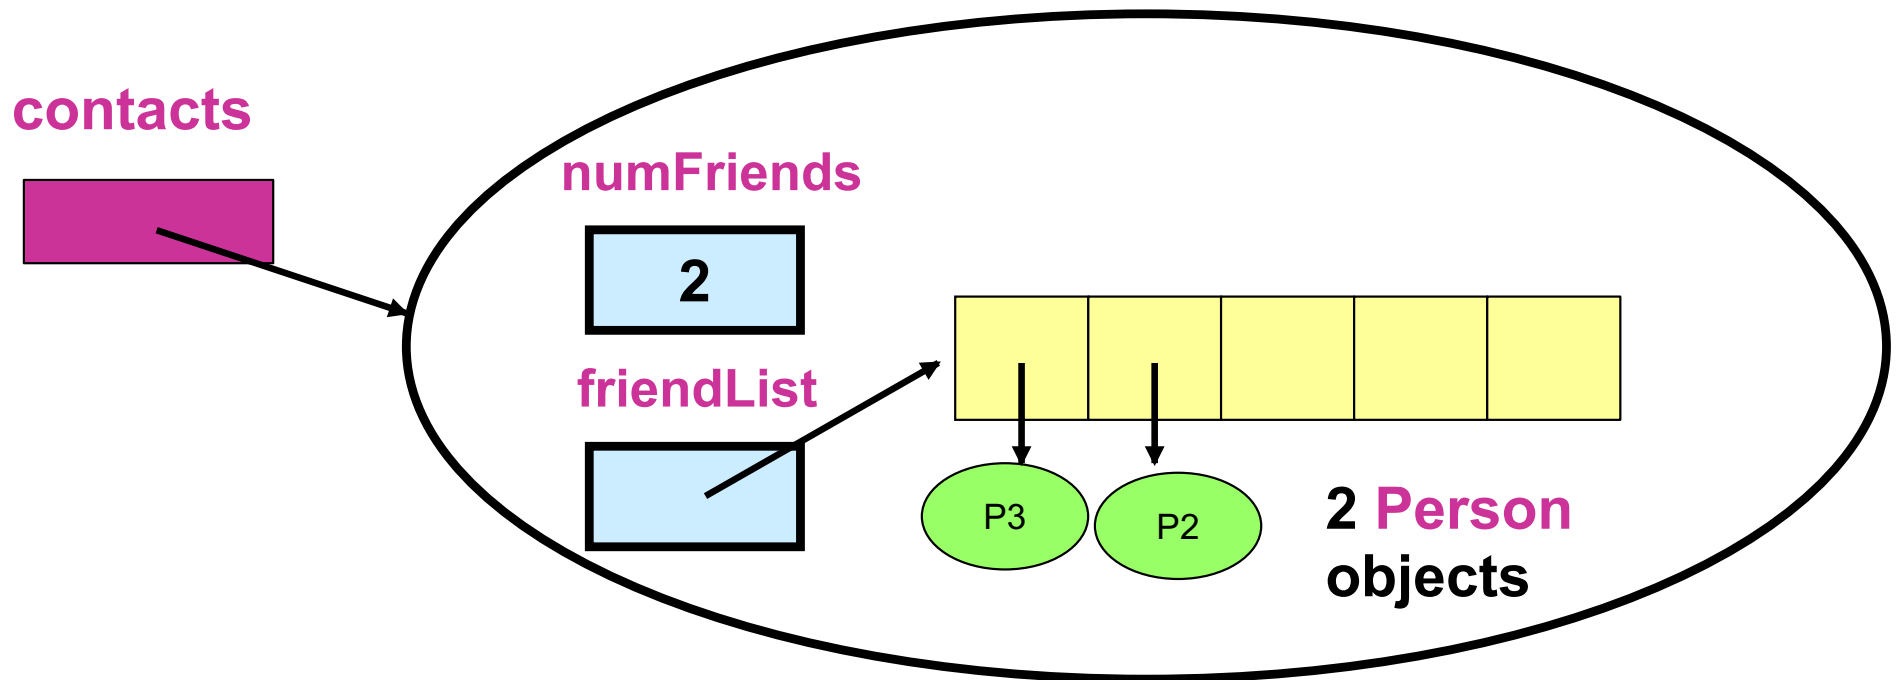 contacts
numFriends
2
friendList
P3
P2
2 Person
objects